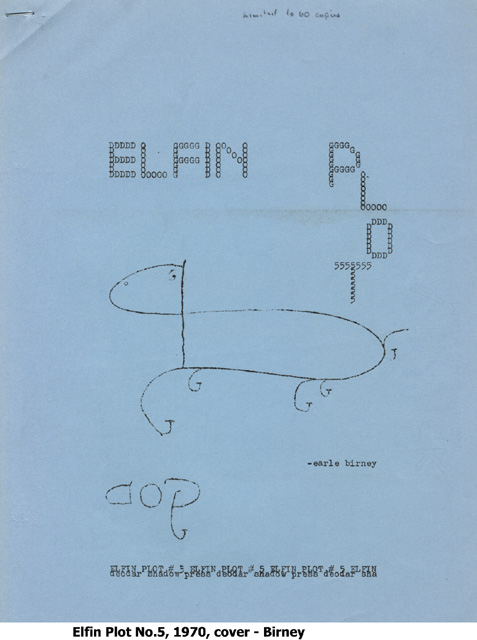 limited to 60 copies
ELFIN PLOT
-earle birney
dog
ELFIN PLOT # 5 ELFIN PLOT # 5 ELFIN PLOT # 5 ELFIN
deodar shadow press deodar shadow press deodar sha
Elfin Plot No.5, 1970, cover - Birney